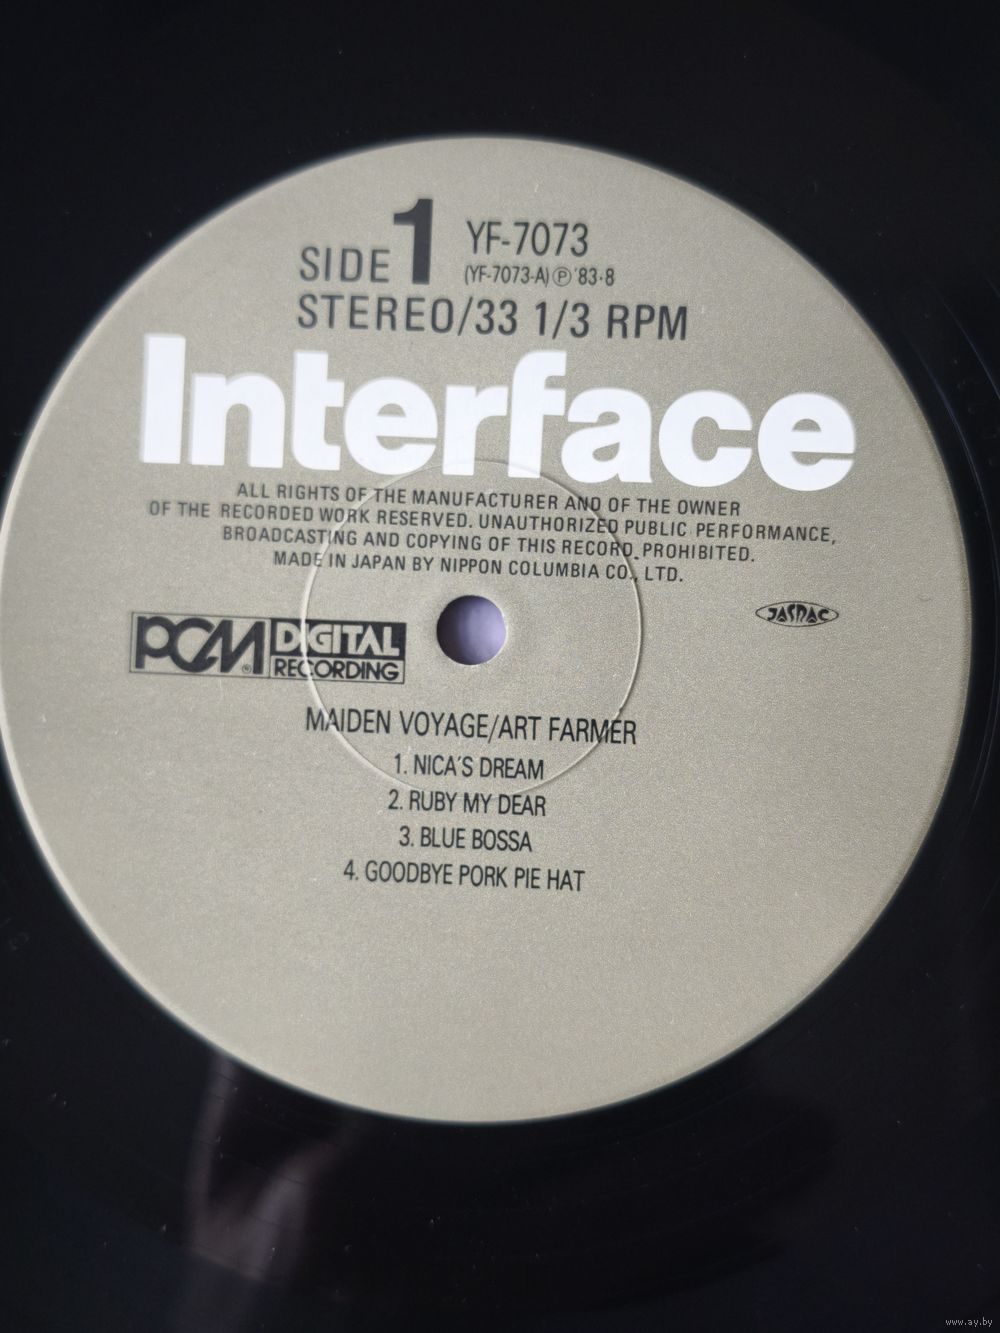 SIDE 1 YF-7073
(YF-7073-A) Ⓟ '83·8
STEREO/33 1/3 RPM
Interface
ALL RIGHTS OF THE MANUFACTURER AND OF THE OWNER
OF THE RECORDED WORK RESERVED. UNAUTHORIZED PUBLIC PERFORMANCE,
BROADCASTING AND COPYING OF THIS RECORD PROHIBITED.
MADE IN JAPAN BY NIPPON COLUMBIA CO., LTD.
JASRAC
PCM® DIGITAL
RECORDING
MAIDEN VOYAGE/ART FARMER
1. NICA'S DREAM
2. RUBY MY DEAR
3. BLUE BOSSA
4. GOODBYE PORK PIE HAT
www.ay.by